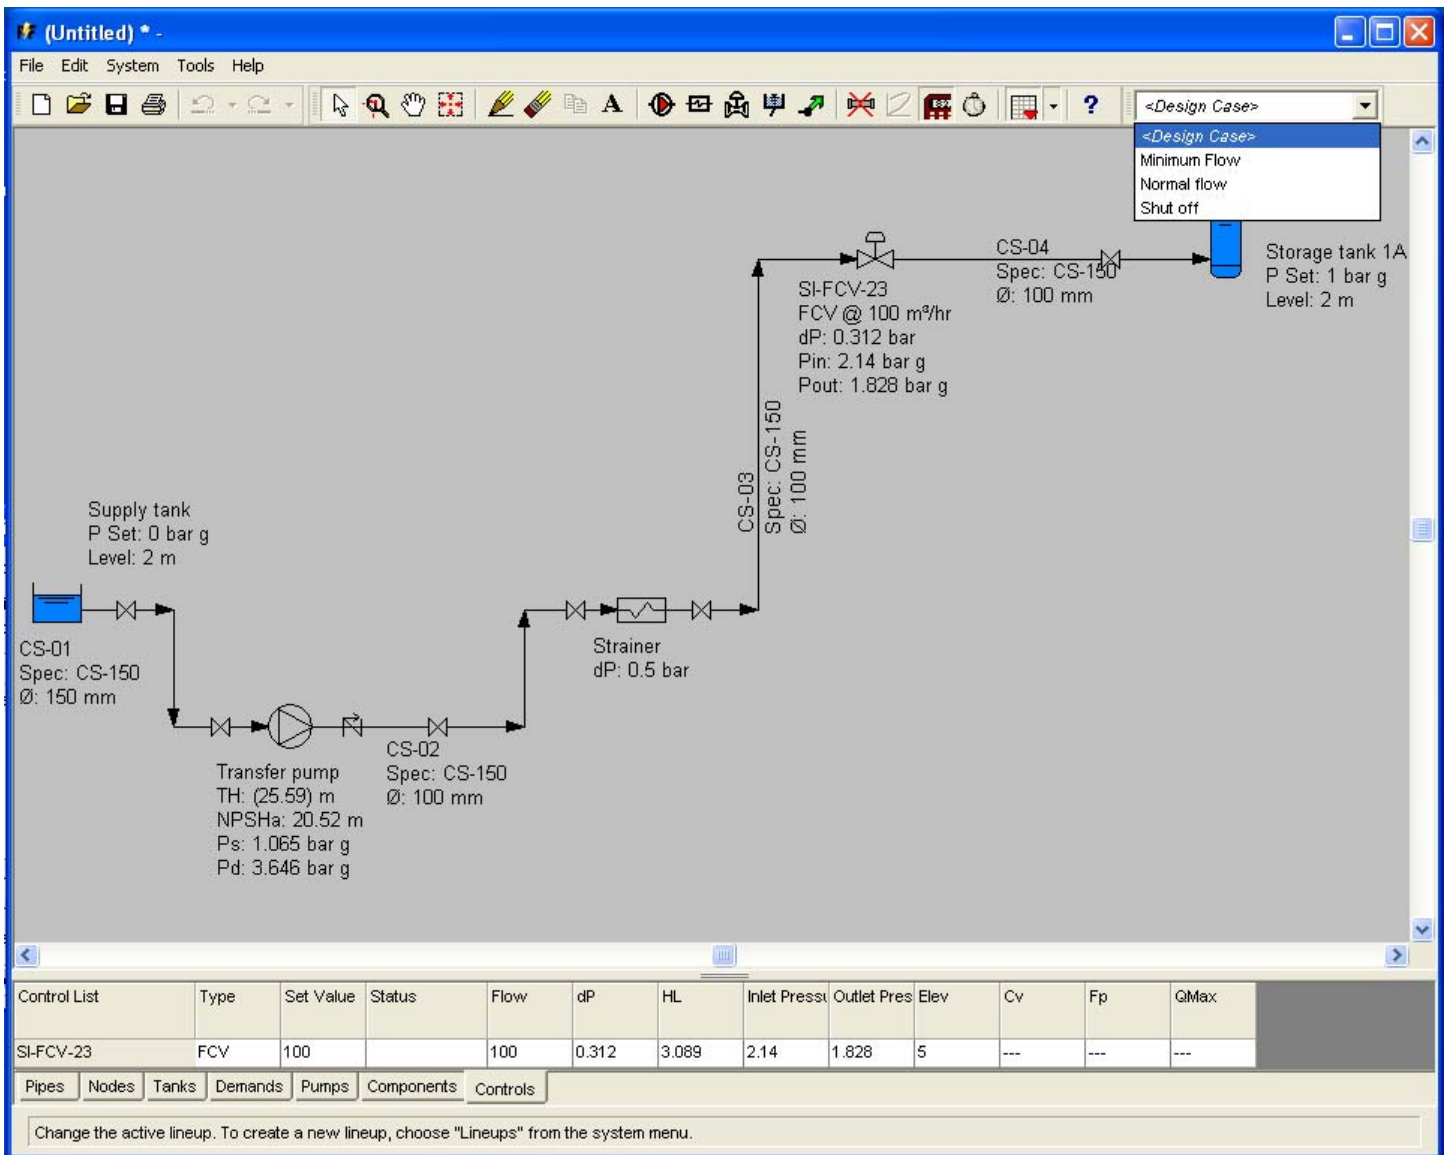 (Untitled) * -
File Edit System Tools Help
A ? <Design Case>
<Design Case>
Minimum Flow
Normal flow
Shut off
CS-04
Spec: CS-150
Ø: 100 mm
Storage tank 1A
P Set: 1 bar g
Level: 2 m
SI-FCV-23
FCV @ 100 m³/hr
dP: 0.312 bar
Pin: 2.14 bar g
Pout: 1.828 bar g
CS-03
Spec: CS-150
Ø: 100 mm
Supply tank
P Set: 0 bar g
Level: 2 m
CS-01
Spec: CS-150
Ø: 150 mm
Strainer
dP: 0.5 bar
CS-02
Spec: CS-150
Ø: 100 mm
Transfer pump
TH: (25.59) m
NPSHa: 20.52 m
Ps: 1.065 bar g
Pd: 3.646 bar g
Control List Type Set Value Status Flow dP HL Inlet Pressu Outlet Pres Elev Cv Fp QMax
SI-FCV-23 FCV 100 100 0.312 3.089 2.14 1.828 5 --- --- ---
Pipes Nodes Tanks Demands Pumps Components Controls
Change the active lineup. To create a new lineup, choose "Lineups" from the system menu.